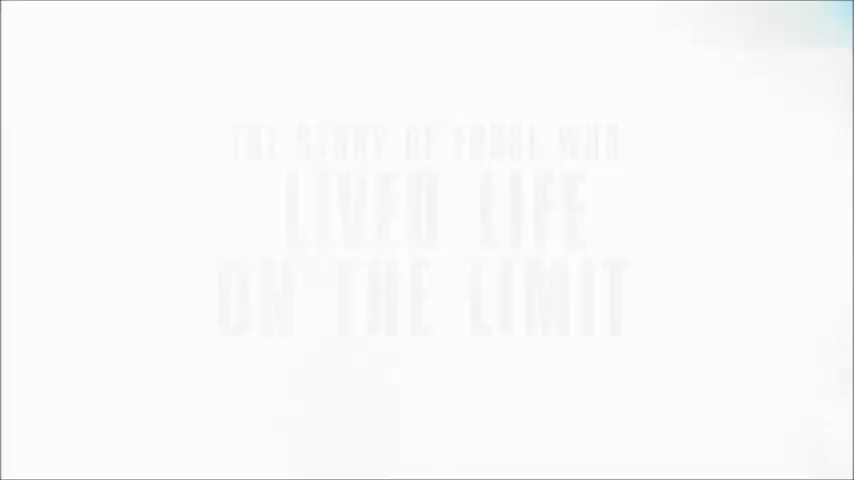 THE STORY OF THOSE WHO
LIVED LIFE
ON THE LIMIT